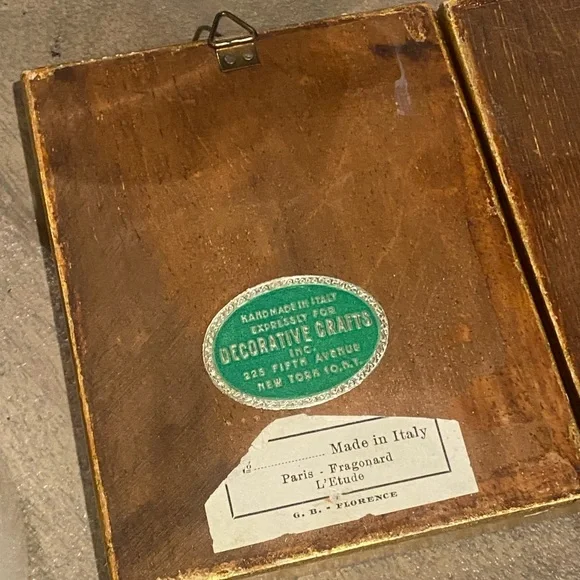 HANDMADE IN ITALY
EXPRESSLY FOR
DECORATIVE CRAFTS
INC.
225 FIFTH AVENUE
NEW YORK 10, N.Y.
Made in Italy
Paris - Fragonard
L'Etude
G. B. - FLORENCE